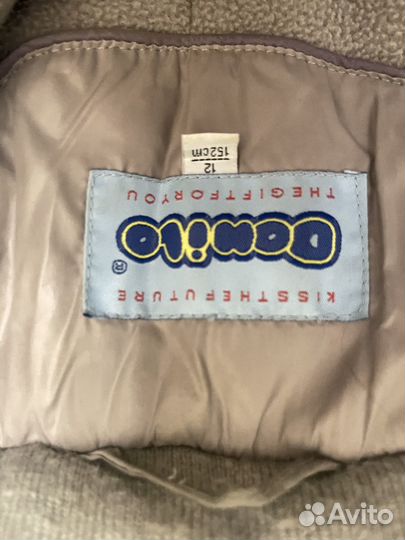 KISSTHEFUTURE
Danilo®
THEGIFTFORYOU
12
152cm
Avito